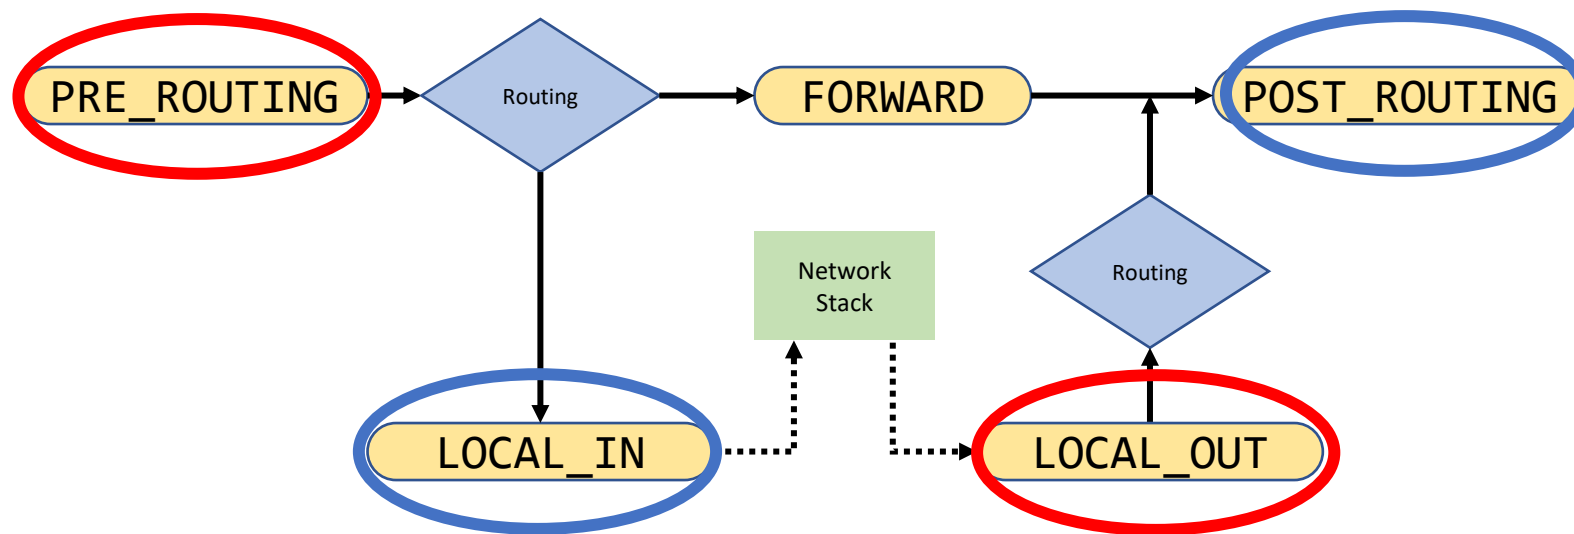 PRE_ROUTING
Routing
FORWARD
POST_ROUTING
Network
Stack
Routing
LOCAL_IN
LOCAL_OUT